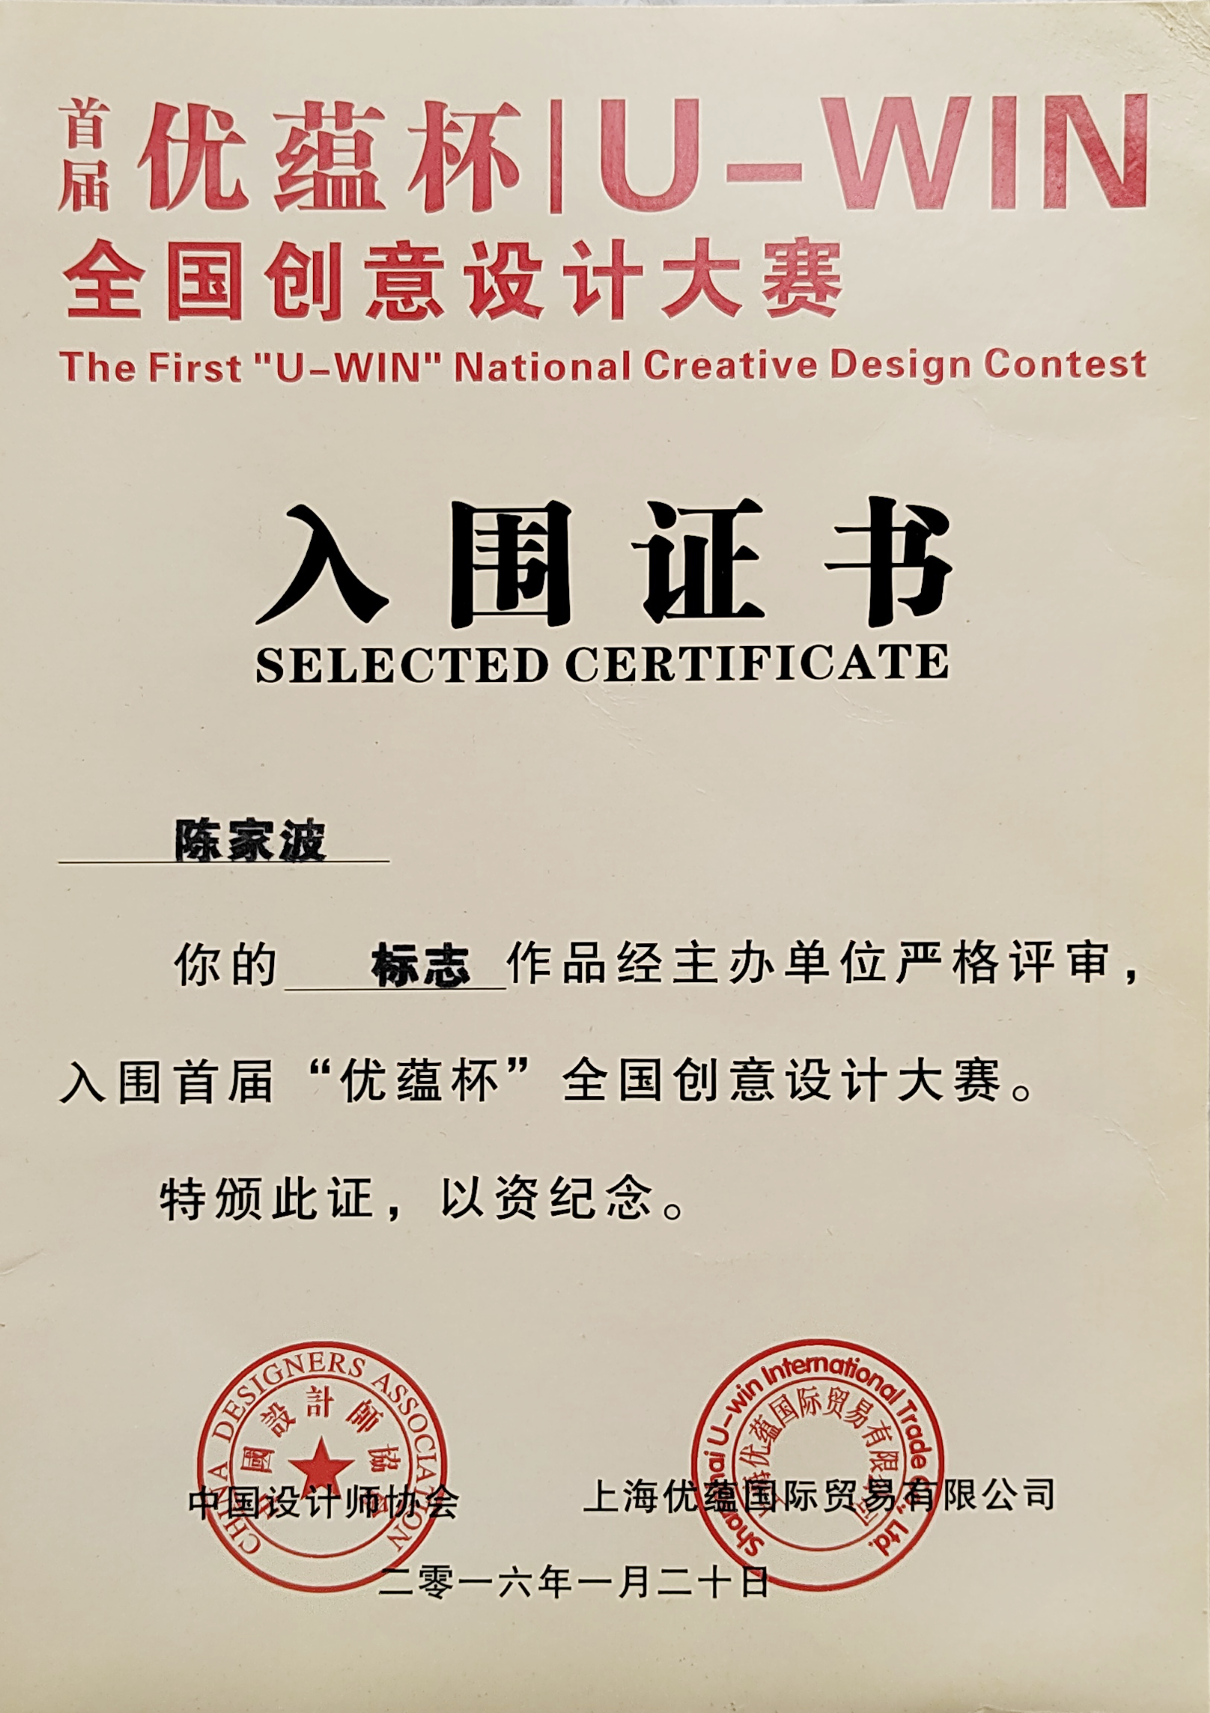 首届 优蕴杯|U-WIN
全国创意设计大赛
The First "U-WIN" National Creative Design Contest
入围证书
SELECTED CERTIFICATE
陈家波
你的 标志 作品经主办单位严格评审，
入围首届“优蕴杯”全国创意设计大赛。
特颁此证，以资纪念。
CHINA DESIGNERS ASSOCIATION
中國設計師協會
中国设计师协会
Shanghai U-win International Trade Co., Ltd.
上海优蕴国际贸易有限公司
上海优蕴国际贸易有限公司
二零一六年一月二十日